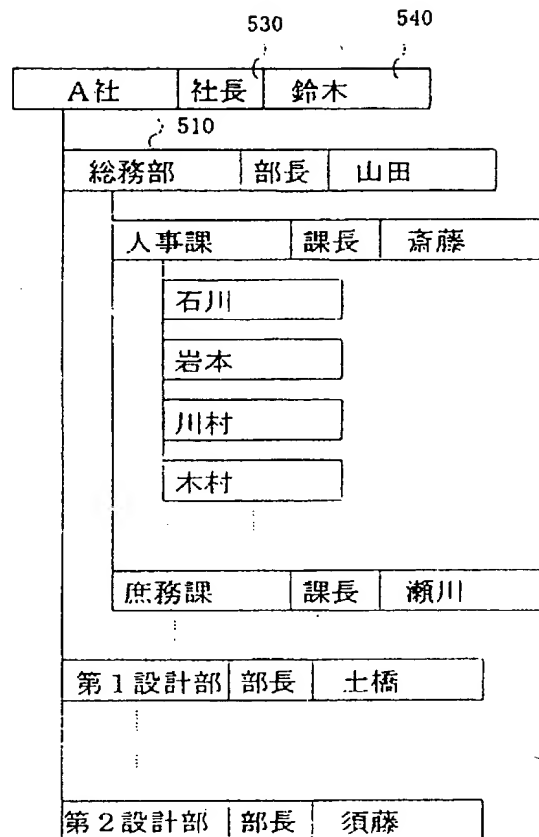 530 540
A社 社長 鈴木
510
総務部 部長 山田
人事課 課長 斎藤
石川
岩本
川村
木村
庶務課 課長 瀬川
第1設計部 部長 土橋
第2設計部 部長 須藤